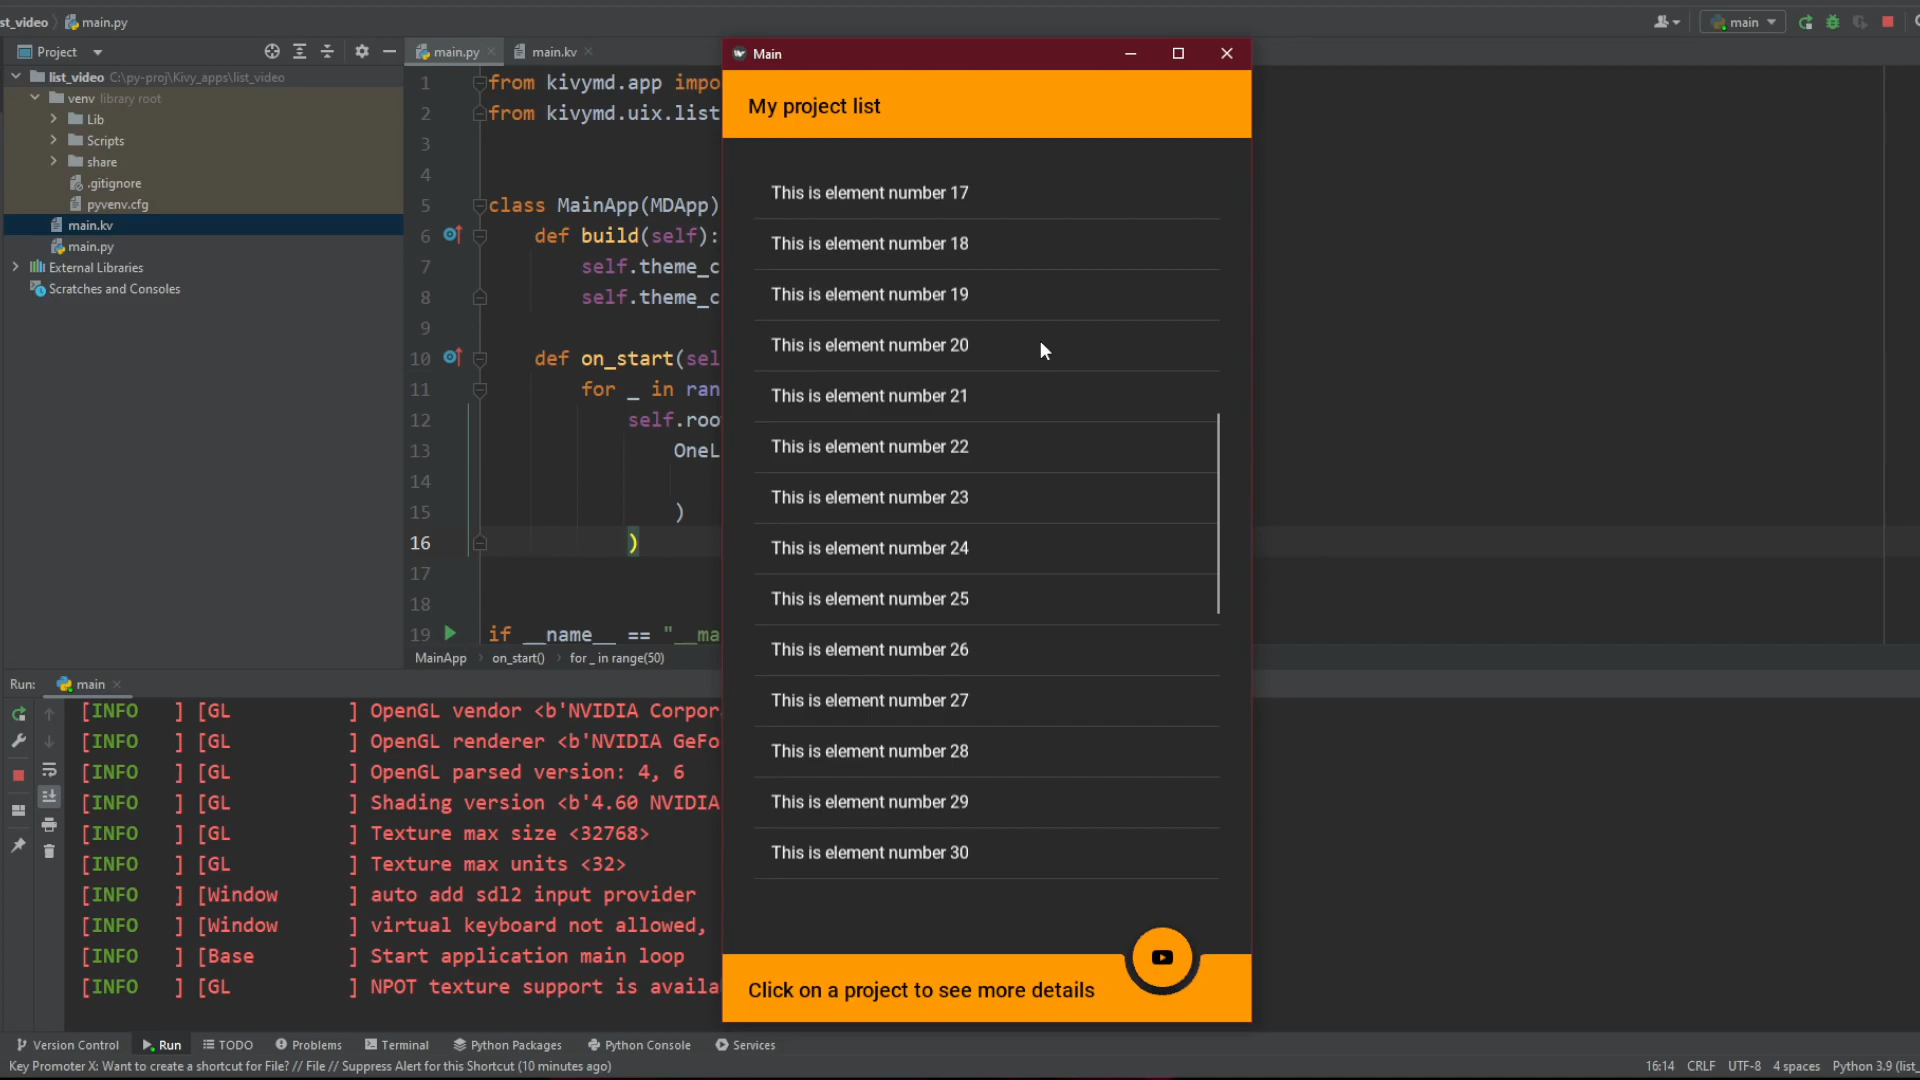 st_video main.py
main
Project
main.py main.kv
list_video C:\py-proj\Kivy_apps\list_video
venv library root
Lib
Scripts
share
.gitignore
pyvenv.cfg
main.kv
main.py
External Libraries
Scratches and Consoles
1 from kivymd.app impo
2 from kivymd.uix.list
3
4
5 class MainApp(MDApp)
6 def build(self):
7 self.theme_c
8 self.theme_c
9
10 def on_start(sel
11 for _ in ran
12 self.roo
13 OneL
14
15 )
16 )
17
18
19 if __name__ == "__ma
MainApp on_start() for _ in range(50)
Main
My project list
This is element number 17
This is element number 18
This is element number 19
This is element number 20
This is element number 21
This is element number 22
This is element number 23
This is element number 24
This is element number 25
This is element number 26
This is element number 27
This is element number 28
This is element number 29
This is element number 30
Click on a project to see more details
Run: main
[INFO ] [GL ] OpenGL vendor <b'NVIDIA Corpor
[INFO ] [GL ] OpenGL renderer <b'NVIDIA GeFo
[INFO ] [GL ] OpenGL parsed version: 4, 6
[INFO ] [GL ] Shading version <b'4.60 NVIDIA
[INFO ] [GL ] Texture max size <32768>
[INFO ] [GL ] Texture max units <32>
[INFO ] [Window ] auto add sdl2 input provider
[INFO ] [Window ] virtual keyboard not allowed,
[INFO ] [Base ] Start application main loop
[INFO ] [GL ] NPOT texture support is availa
Version Control Run TODO Problems Terminal Python Packages Python Console Services
Key Promoter X: Want to create a shortcut for File? // File // Suppress Alert for this Shortcut (10 minutes ago) 16:14 CRLF UTF-8 4 spaces Python 3.9 (list_